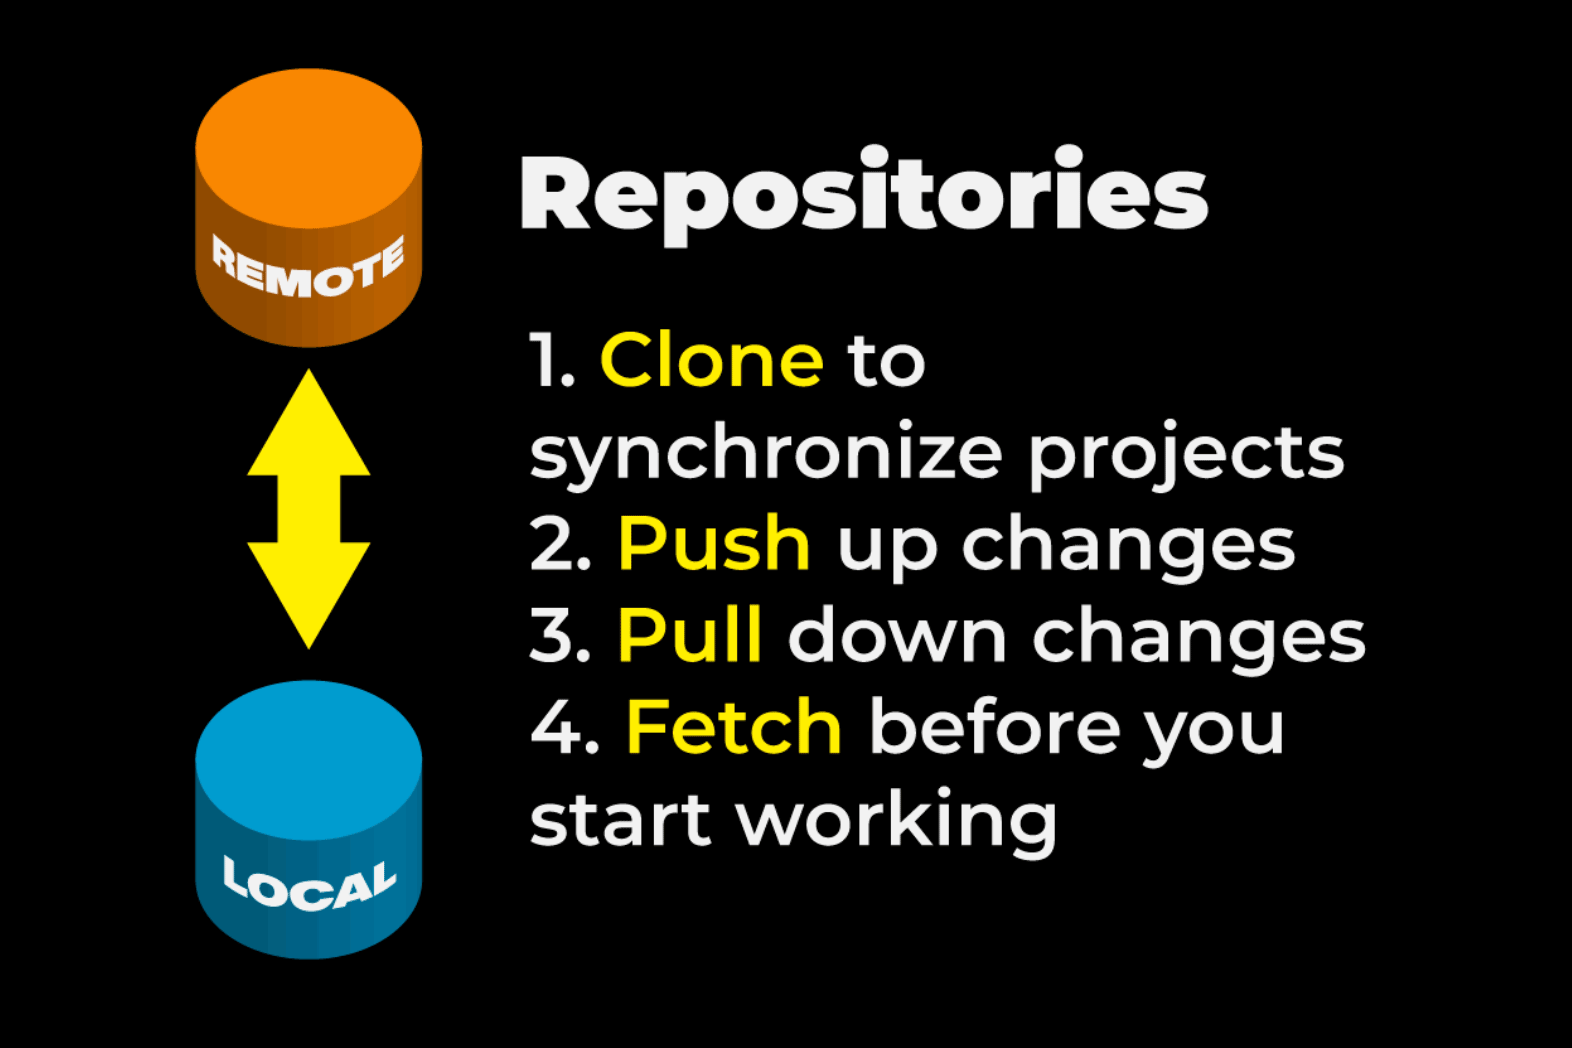 REMOTE
Repositories
1. Clone to
synchronize projects
2. Push up changes
3. Pull down changes
4. Fetch before you
start working
LOCAL